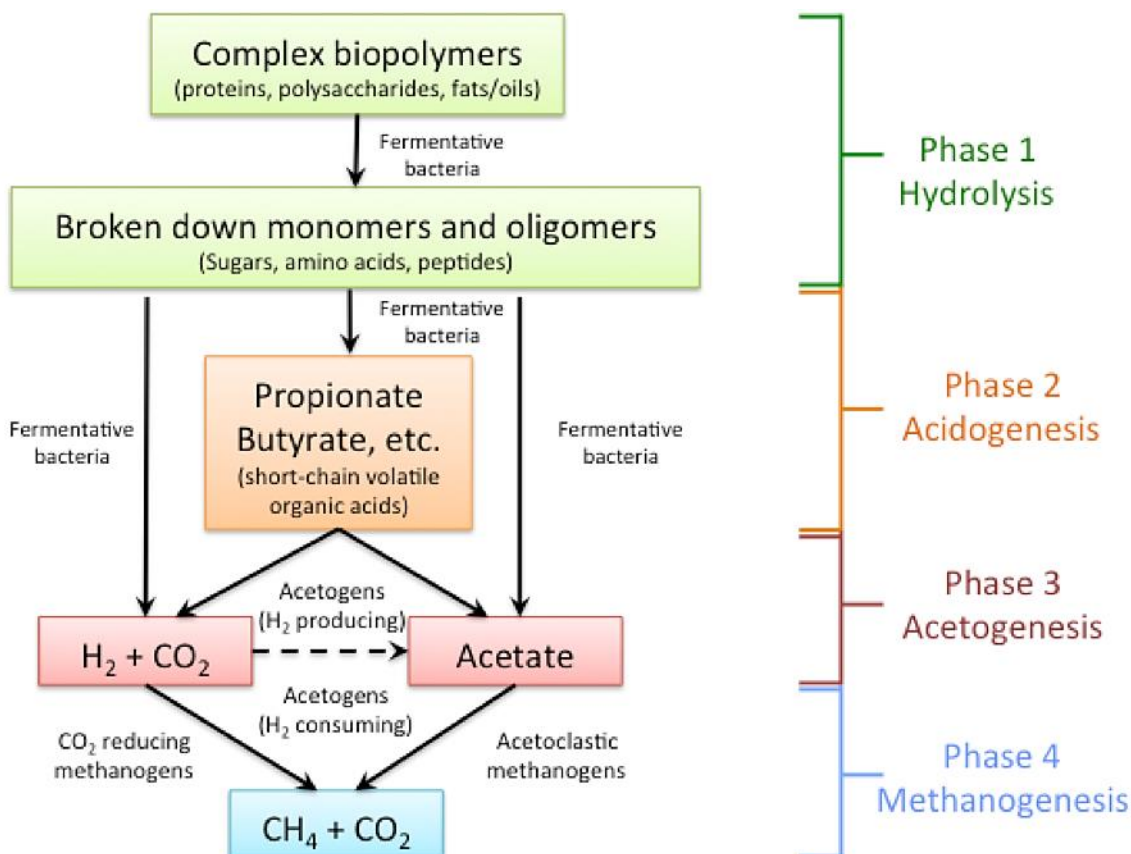 Complex biopolymers
(proteins, polysaccharides, fats/oils)
Fermentative
bacteria
Broken down monomers and oligomers
(Sugars, amino acids, peptides)
Fermentative
bacteria
Propionate
Butyrate, etc.
(short-chain volatile
organic acids)
Fermentative
bacteria
Fermentative
bacteria
Acetogens
(H₂ producing)
H₂ + CO₂
Acetate
Acetogens
(H₂ consuming)
CO₂ reducing
methanogens
Acetoclastic
methanogens
CH₄ + CO₂
Phase 1
Hydrolysis
Phase 2
Acidogenesis
Phase 3
Acetogenesis
Phase 4
Methanogenesis